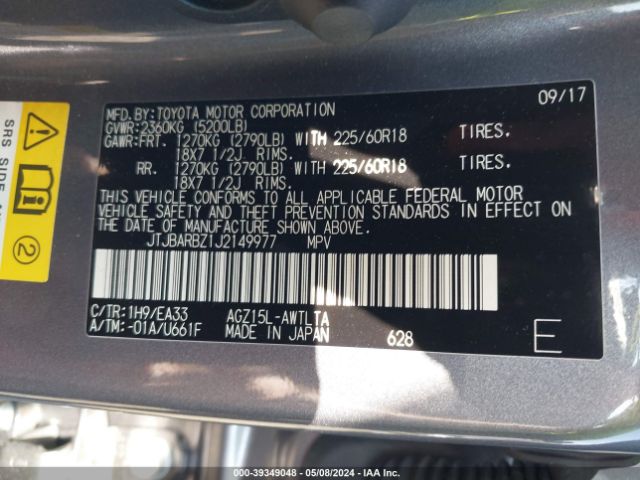 09/17
MFD. BY: TOYOTA MOTOR CORPORATION
GVWR: 2360KG (5200LB)
GAWR: FRT. 1270KG (2790LB) WITH 225/60R18 TIRES.
18X7 1/2J RIMS.
RR. 1270KG (2790LB) WITH 225/60R18 TIRES.
18X7 1/2J RIMS.
THIS VEHICLE CONFORMS TO ALL APPLICABLE FEDERAL MOTOR
VEHICLE SAFETY AND THEFT PREVENTION STANDARDS IN EFFECT ON
THE DATE OF MANUFACTURE SHOWN ABOVE.
JTJBARBZ1J2149977 MPV
C/TR: 1H9/EA33 AGZ15L-AWTLTA
A/TM: -01A/U661F MADE IN JAPAN 628 E
SRS SIDE
2
000-39349048 - 05/08/2024 - IAA Inc.